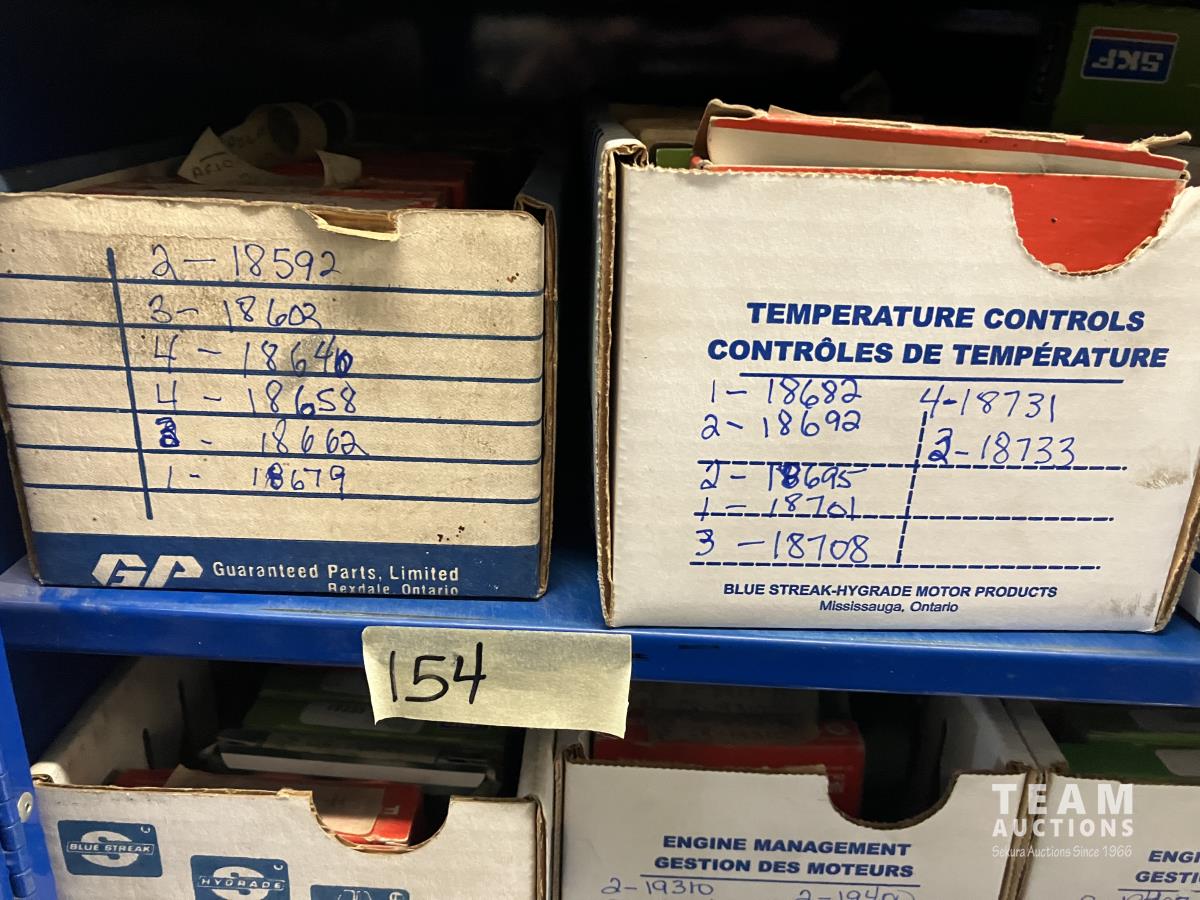 SKF
2 - 18592
3 - 18603
4 - 18640
4 - 18658
3 - 18662
1 - 18679
GP Guaranteed Parts, Limited
Rexdale, Ontario
TEMPERATURE CONTROLS
CONTRÔLES DE TEMPÉRATURE
1 - 18682
2 - 18692
2 - 18695
1 - 18701
3 - 18708
4 - 18731
2 - 18733
BLUE STREAK-HYGRADE MOTOR PRODUCTS
Mississauga, Ontario
154
BLUE STREAK
S
HYGRADE
ENGINE MANAGEMENT
GESTION DES MOTEURS
2 - 19310
TEAM
AUCTIONS
Sekura Auctions Since 1966